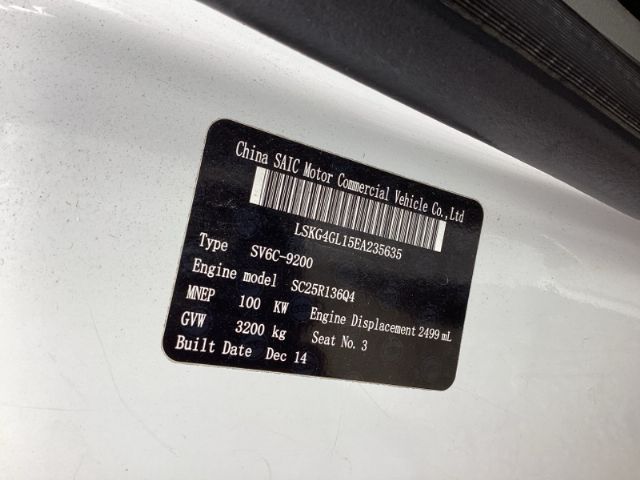 China SAIC Motor Commercial Vehicle Co.,Ltd
LSKG4GL15EA235635
Type SV6C-9200
Engine model SC25R136Q4
MNEP 100 KW Engine Displacement 2499 mL
GVW 3200 kg Seat No. 3
Built Date Dec 14